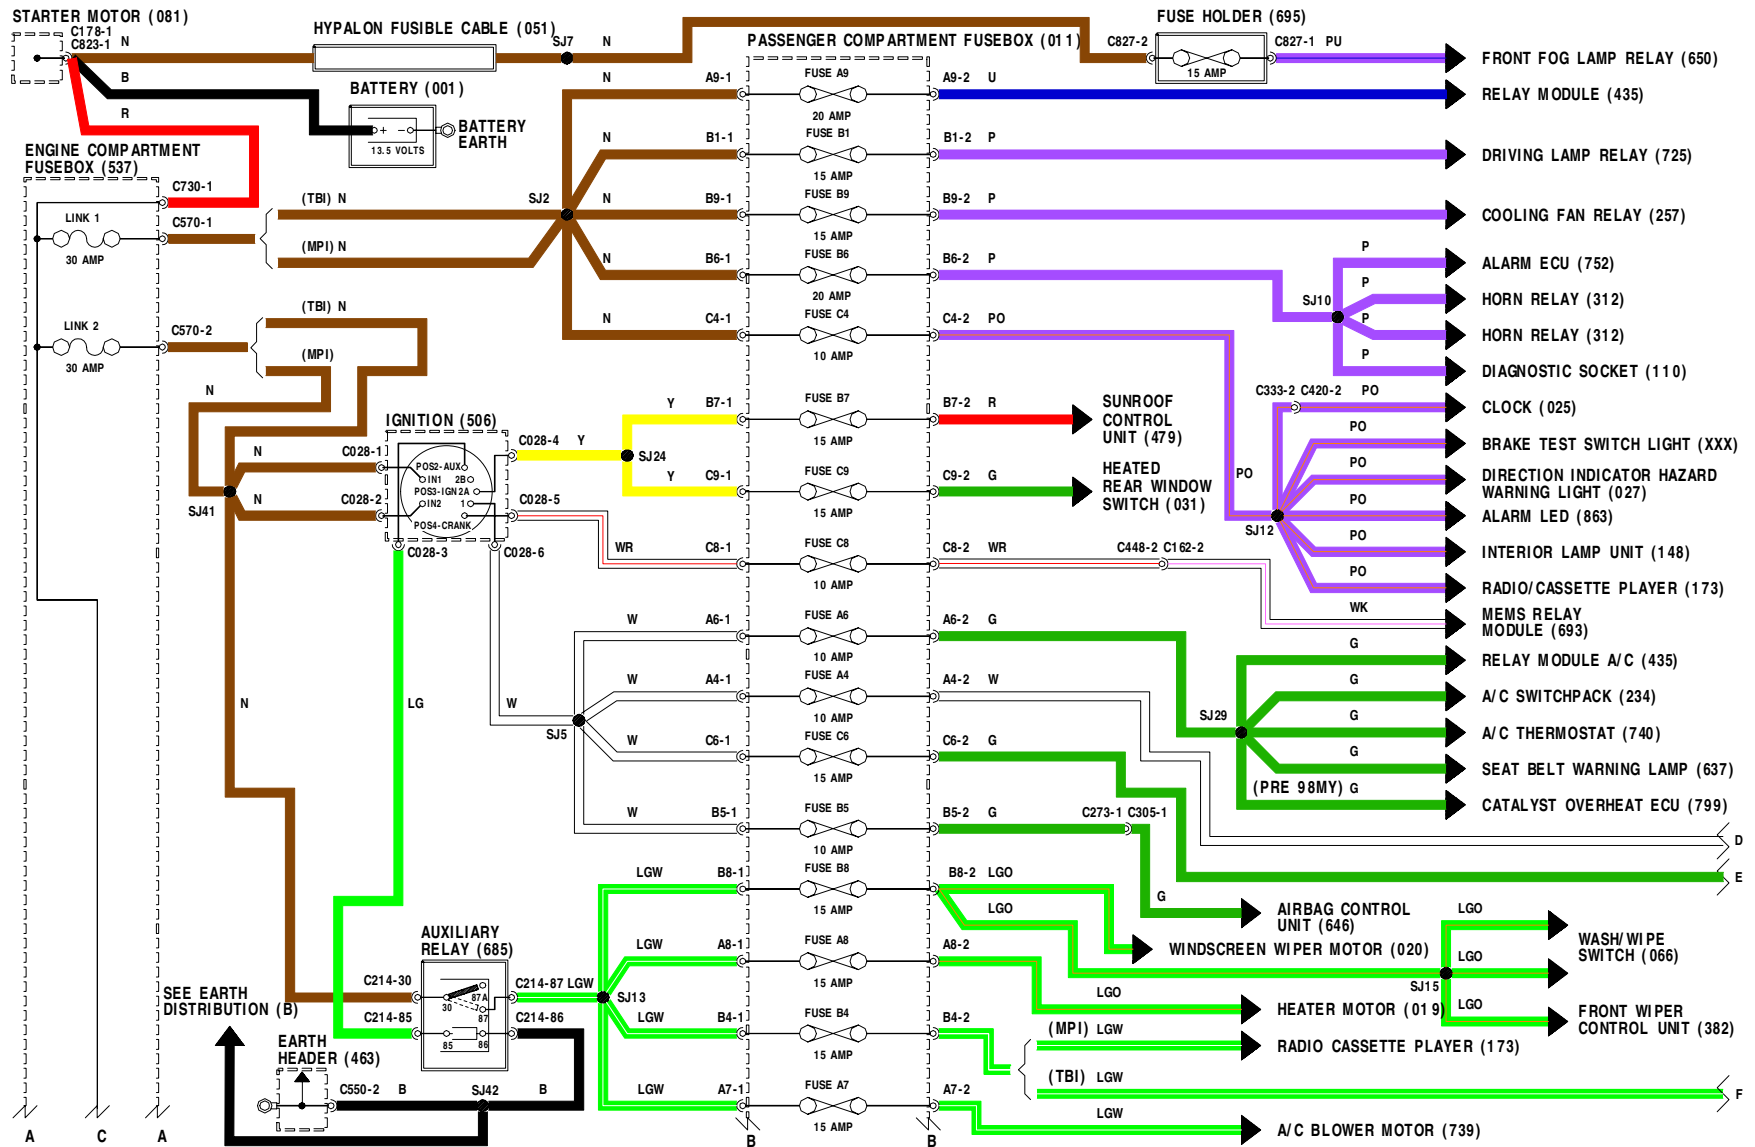 STARTER MOTOR (081)
C178-1
C823-1
N
HYPALON FUSIBLE CABLE (051)
SJ7
N
PASSENGER COMPARTMENT FUSEBOX (011)
C827-2
FUSE HOLDER (695)
15 AMP
C827-1 PU
FRONT FOG LAMP RELAY (650)
B
R
BATTERY (001)
+ -
13.5 VOLTS
BATTERY
EARTH
N
A9-1
FUSE A9
20 AMP
A9-2 U
RELAY MODULE (435)
N
B1-1
FUSE B1
15 AMP
B1-2 P
DRIVING LAMP RELAY (725)
ENGINE COMPARTMENT
FUSEBOX (537)
C730-1
LINK 1
30 AMP
C570-1
(TBI) N
(MPI) N
SJ2
N
B9-1
FUSE B9
15 AMP
B9-2 P
COOLING FAN RELAY (257)
N
B6-1
FUSE B6
20 AMP
B6-2 P
SJ10
P
ALARM ECU (752)
P
HORN RELAY (312)
P
HORN RELAY (312)
P
DIAGNOSTIC SOCKET (110)
LINK 2
30 AMP
C570-2
(TBI) N
(MPI)
N
N
C4-1
FUSE C4
10 AMP
C4-2 PO
C333-2 C420-2 PO
CLOCK (025)
PO
BRAKE TEST SWITCH LIGHT (XXX)
PO
DIRECTION INDICATOR HAZARD
WARNING LIGHT (027)
PO
PO
ALARM LED (863)
SJ12
PO
INTERIOR LAMP UNIT (148)
PO
RADIO/CASSETTE PLAYER (173)
IGNITION (506)
N
C028-1
N
C028-2
SJ41
POS2-AUX
IN1 2B
POS3-IGN 2A
IN2 1
POS4-CRANK
C028-4 Y
C028-5
C028-3
C028-6
SJ24
Y
B7-1
FUSE B7
15 AMP
B7-2 R
SUNROOF
CONTROL
UNIT (479)
Y
C9-1
FUSE C9
15 AMP
C9-2 G
HEATED
REAR WINDOW
SWITCH (031)
WR
C8-1
FUSE C8
10 AMP
C8-2 WR
C448-2 C162-2
WK
MEMS RELAY
MODULE (693)
W
A6-1
FUSE A6
10 AMP
A6-2 G
G
RELAY MODULE A/C (435)
W
A4-1
FUSE A4
10 AMP
A4-2 W
G
A/C SWITCHPACK (234)
N
LG
W
SJ5
SJ29
G
A/C THERMOSTAT (740)
W
C6-1
FUSE C6
15 AMP
C6-2 G
G
SEAT BELT WARNING LAMP (637)
(PRE 98MY) G
CATALYST OVERHEAT ECU (799)
W
B5-1
FUSE B5
10 AMP
B5-2 G
C273-1 C305-1
D
E
LGW
B8-1
FUSE B8
15 AMP
B8-2 LGO
LGO
G
AIRBAG CONTROL
UNIT (646)
WINDSCREEN WIPER MOTOR (020)
LGO
WASH/WIPE
SWITCH (066)
LGO
SJ15
LGO
FRONT WIPER
CONTROL UNIT (382)
AUXILIARY
RELAY (685)
C214-30
C214-85
30
87A
87
85
86
C214-87 LGW
C214-86
SJ13
LGW
A8-1
FUSE A8
15 AMP
A8-2
LGO
HEATER MOTOR (019)
SEE EARTH
DISTRIBUTION (B)
LGW
B4-1
FUSE B4
15 AMP
B4-2
(MPI) LGW
RADIO CASSETTE PLAYER (173)
(TBI) LGW
F
EARTH
HEADER (463)
C550-2 B
SJ42
B
LGW
A7-1
FUSE A7
15 AMP
A7-2
LGW
A/C BLOWER MOTOR (739)
A
C
A
B
B